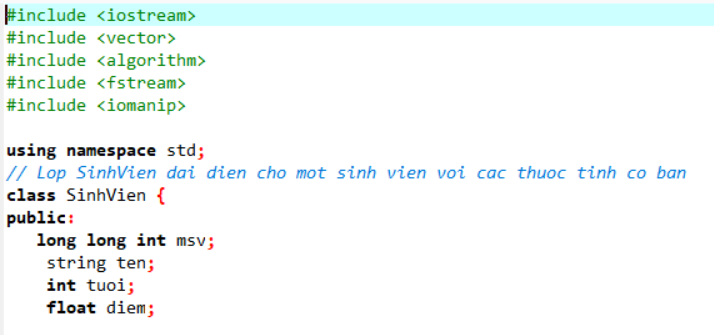 #include <iostream>
#include <vector>
#include <algorithm>
#include <fstream>
#include <iomanip>
using namespace std;
// Lop SinhVien dai dien cho mot sinh vien voi cac thuoc tinh co ban
class SinhVien {
public:
long long int msv;
string ten;
int tuoi;
float diem;